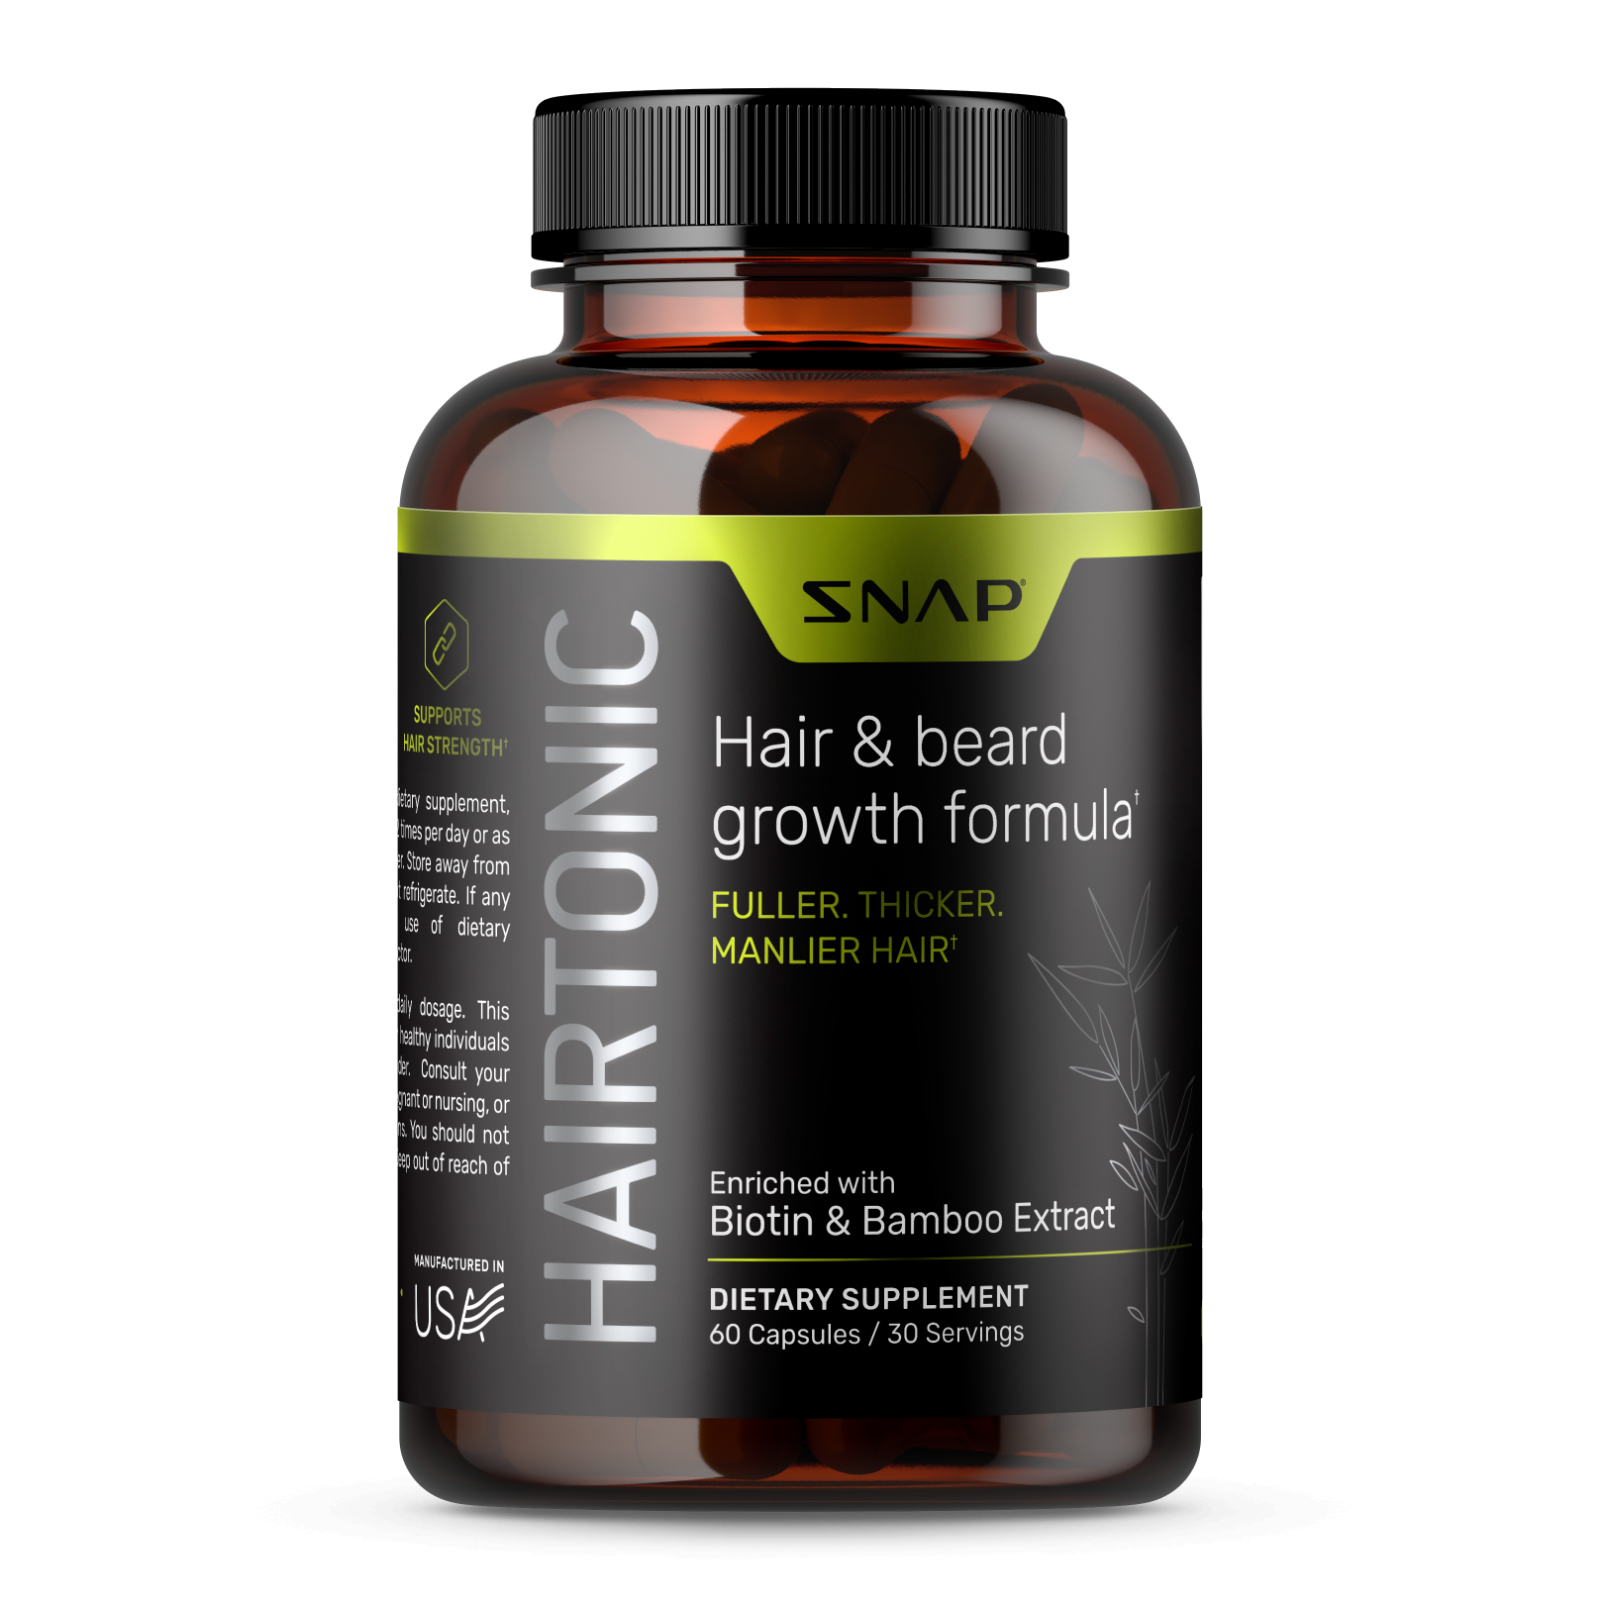 SNAP®
HAIRTONIC
Hair & beard
growth formula†
FULLER. THICKER.
MANLIER HAIR†
Enriched with
Biotin & Bamboo Extract
DIETARY SUPPLEMENT
60 Capsules / 30 Servings
SUPPORTS
HAIR STRENGTH†
supplement,
times per day or as
Store away from
refrigerate. If any
use of dietary
daily dosage. This
healthy individuals
Consult your
or nursing, or
You should not
out of reach of
MANUFACTURED IN
USA